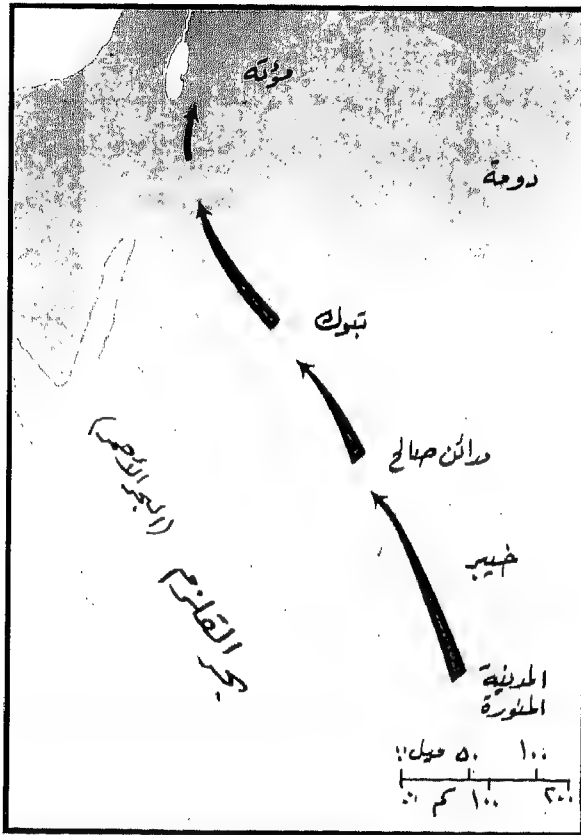 مؤتة
دومة
تبوك
مدائن صالح
(البحر الأحمر)
بحر القلزم
خيبر
المدينة
المنورة
١٠٠ ٥٠ ميل
٢٠٠ ١٠٠ كم